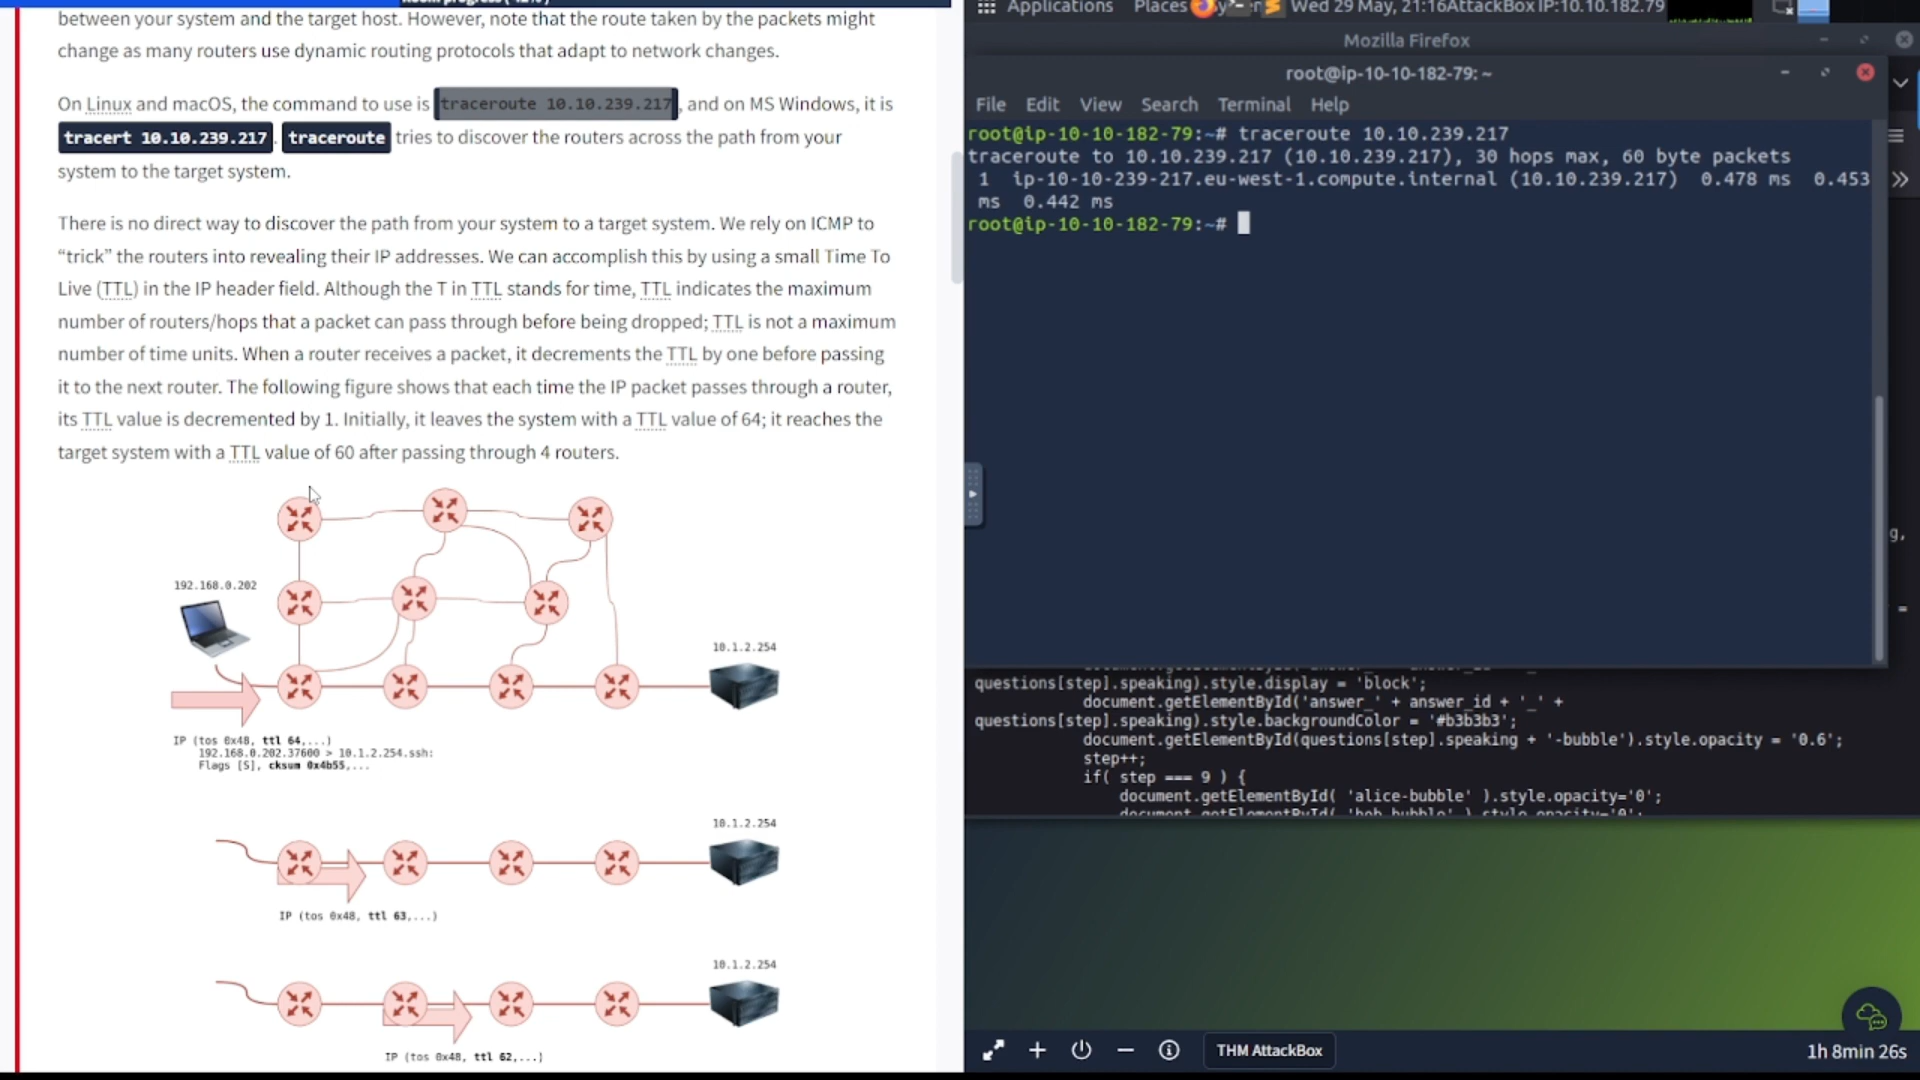 between your system and the target host. However, note that the route taken by the packets might
change as many routers use dynamic routing protocols that adapt to network changes.
On Linux and macOS, the command to use is traceroute 10.10.239.217, and on MS Windows, it is
tracert 10.10.239.217. traceroute tries to discover the routers across the path from your
system to the target system.
There is no direct way to discover the path from your system to a target system. We rely on ICMP to
“trick” the routers into revealing their IP addresses. We can accomplish this by using a small Time To
Live (TTL) in the IP header field. Although the T in TTL stands for time, TTL indicates the maximum
number of routers/hops that a packet can pass through before being dropped; TTL is not a maximum
number of time units. When a router receives a packet, it decrements the TTL by one before passing
it to the next router. The following figure shows that each time the IP packet passes through a router,
its TTL value is decremented by 1. Initially, it leaves the system with a TTL value of 64; it reaches the
target system with a TTL value of 60 after passing through 4 routers.
192.168.0.202
10.1.2.254
IP (tos 0x48, ttl 64,...)
192.168.0.202.37600 > 10.1.2.254.ssh:
Flags [S], cksum 0x4b55,...
10.1.2.254
IP (tos 0x48, ttl 63,...)
10.1.2.254
IP (tos 0x48, ttl 62,...)
Applications Places Wed 29 May, 21:16 AttackBox IP:10.10.182.79
Mozilla Firefox
root@ip-10-10-182-79: ~
File Edit View Search Terminal Help
root@ip-10-10-182-79:~# traceroute 10.10.239.217
traceroute to 10.10.239.217 (10.10.239.217), 30 hops max, 60 byte packets
1 ip-10-10-239-217.eu-west-1.compute.internal (10.10.239.217) 0.478 ms 0.453
ms 0.442 ms
root@ip-10-10-182-79:~#
questions[step].speaking).style.display = 'block';
document.getElementById('answer_' + answer_id + '_' +
questions[step].speaking).style.backgroundColor = '#b3b3b3';
document.getElementById(questions[step].speaking + '-bubble').style.opacity = '0.6';
step++;
if( step === 9 ) {
document.getElementById( 'alice-bubble' ).style.opacity='0';
THM AttackBox
1h 8min 26s